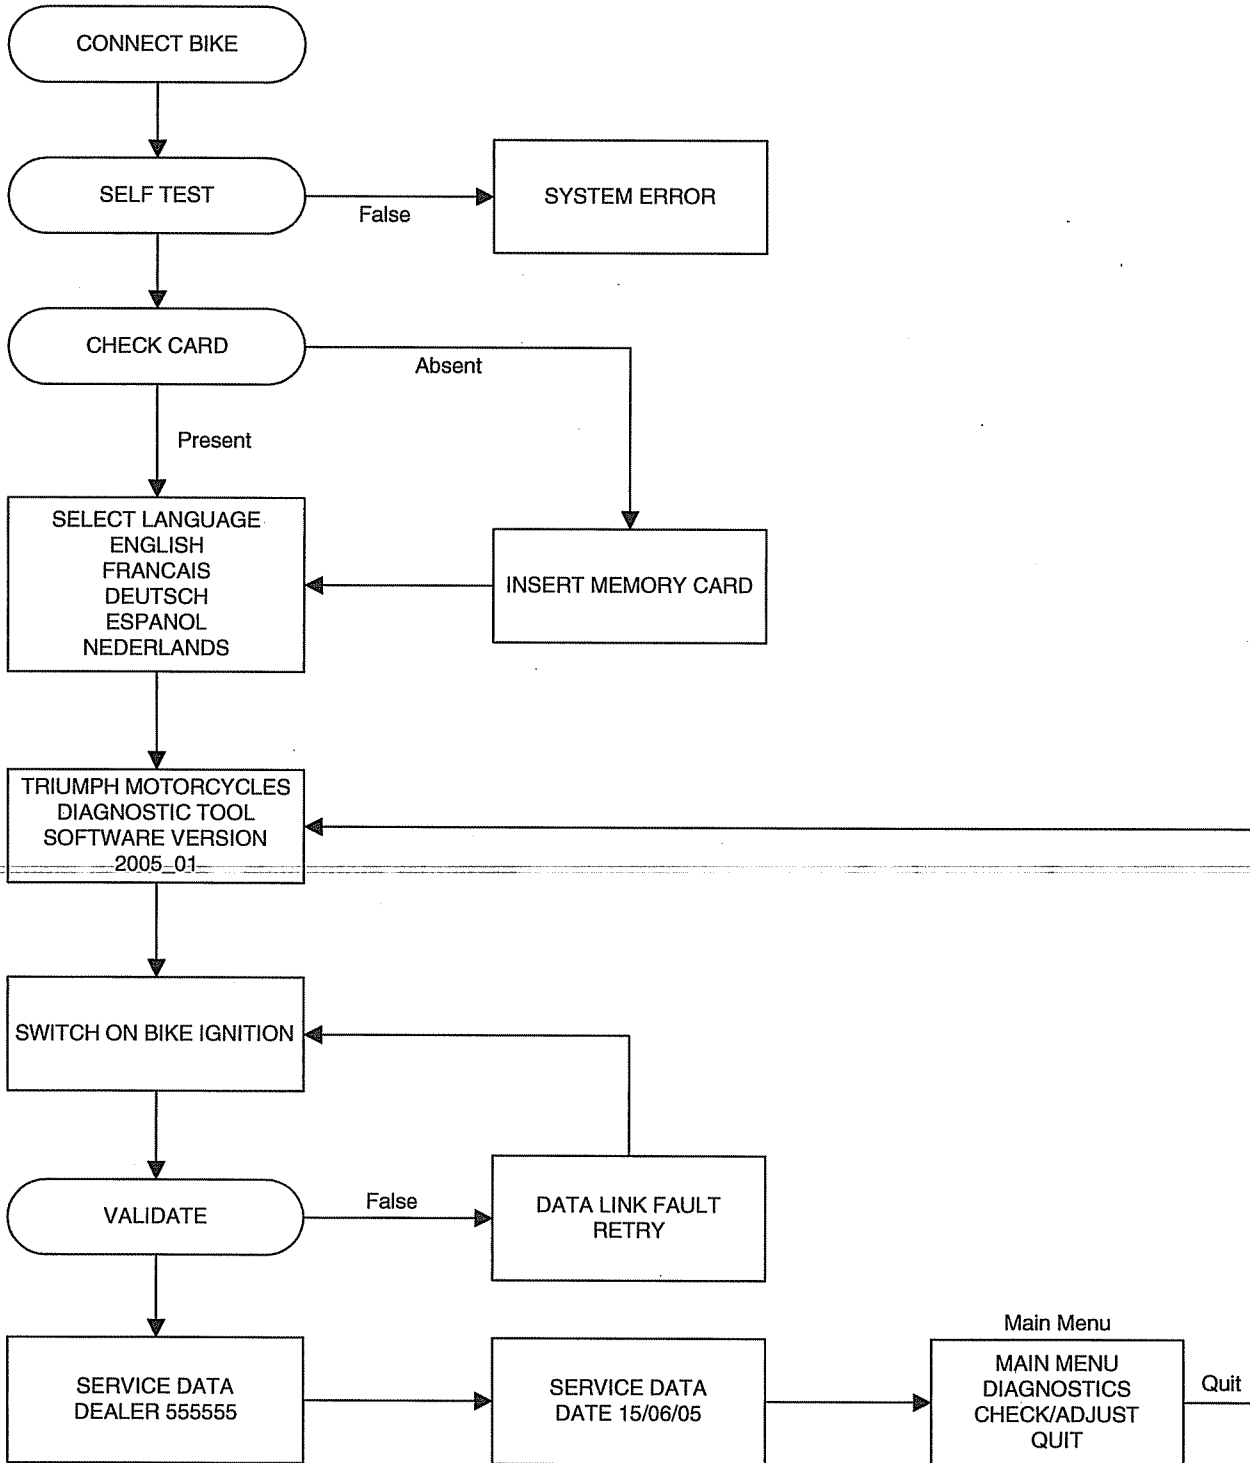 CONNECT BIKE
SELF TEST
False
SYSTEM ERROR
CHECK CARD
Absent
Present
SELECT LANGUAGE
ENGLISH
FRANCAIS
DEUTSCH
ESPANOL
NEDERLANDS
INSERT MEMORY CARD
TRIUMPH MOTORCYCLES
DIAGNOSTIC TOOL
SOFTWARE VERSION
2005_01
SWITCH ON BIKE IGNITION
VALIDATE
False
DATA LINK FAULT
RETRY
SERVICE DATA
DEALER 555555
SERVICE DATA
DATE 15/06/05
Main Menu
MAIN MENU
DIAGNOSTICS
CHECK/ADJUST
QUIT
Quit